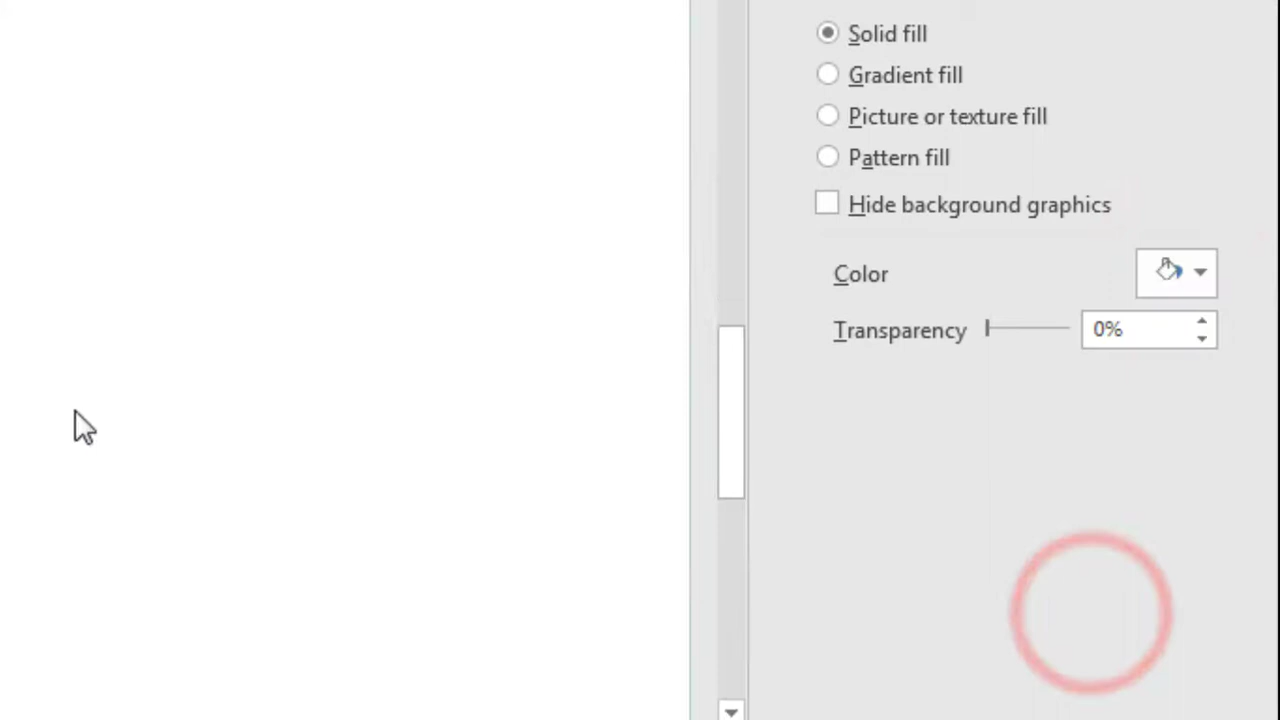 Solid fill
Gradient fill
Picture or texture fill
Pattern fill
Hide background graphics
Color
Transparency 0%